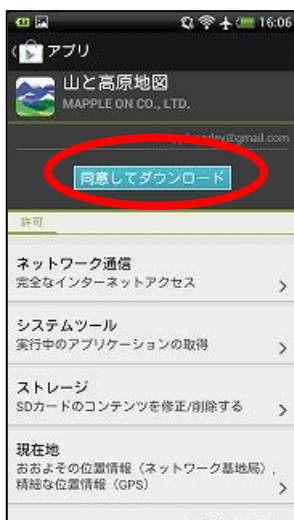 16:06
アプリ
山と高原地図
MAPPLE ON CO., LTD.
@gmail.com
同意してダウンロード
許可
ネットワーク通信
完全なインターネットアクセス
システムツール
実行中のアプリケーションの取得
ストレージ
SDカードのコンテンツを修正/削除する
現在地
おおよその位置情報（ネットワーク基地局）,
精細な位置情報（GPS）